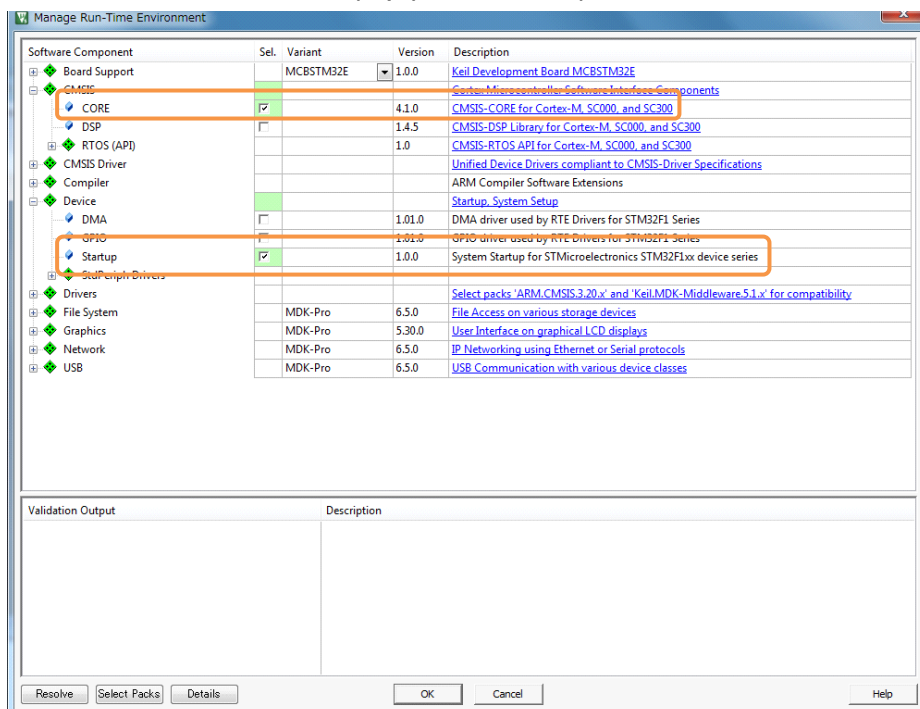 Manage Run-Time Environment
Software Component Sel. Variant Version Description
Board Support MCBSTM32E 1.0.0 Keil Development Board MCBSTM32E
CMSIS Cortex Microcontroller Software Interface Components
CORE 4.1.0 CMSIS-CORE for Cortex-M, SC000, and SC300
DSP 1.4.5 CMSIS-DSP Library for Cortex-M, SC000, and SC300
RTOS (API) 1.0 CMSIS-RTOS API for Cortex-M, SC000, and SC300
CMSIS Driver Unified Device Drivers compliant to CMSIS-Driver Specifications
Compiler ARM Compiler Software Extensions
Device Startup, System Setup
DMA 1.01.0 DMA driver used by RTE Drivers for STM32F1 Series
GPIO 1.01.0 GPIO driver used by RTE Drivers for STM32F1 Series
Startup 1.0.0 System Startup for STMicroelectronics STM32F1xx device series
StdPeriph Drivers
Drivers Select packs 'ARM.CMSIS.3.20.x' and 'Keil.MDK-Middleware.5.1.x' for compatibility
File System MDK-Pro 6.5.0 File Access on various storage devices
Graphics MDK-Pro 5.30.0 User Interface on graphical LCD displays
Network MDK-Pro 6.5.0 IP Networking using Ethernet or Serial protocols
USB MDK-Pro 6.5.0 USB Communication with various device classes
Validation Output Description
Resolve Select Packs Details OK Cancel Help